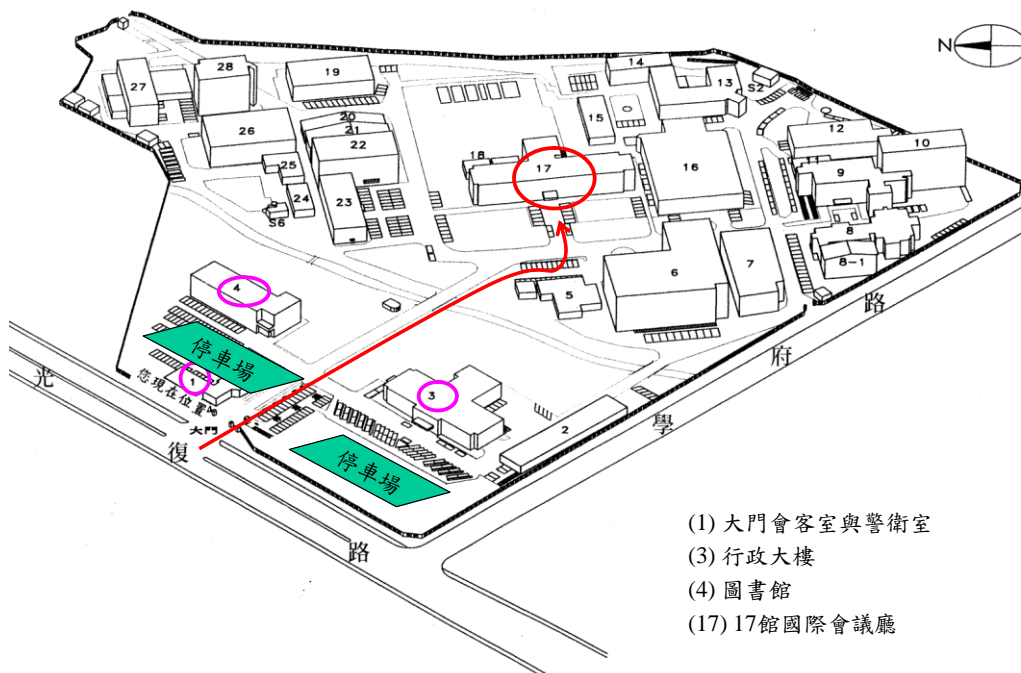 N
14
28
19
13
27
S2
20
15
12
26
21
10
22
18
17
16
11
9
25
24
23
S6
8
8-1
6
7
4
5
路
府
學
停車場
光
1
您現在位置
3
大門
復
2
停車場
路
(1) 大門會客室與警衛室
(3) 行政大樓
(4) 圖書館
(17) 17館國際會議廳